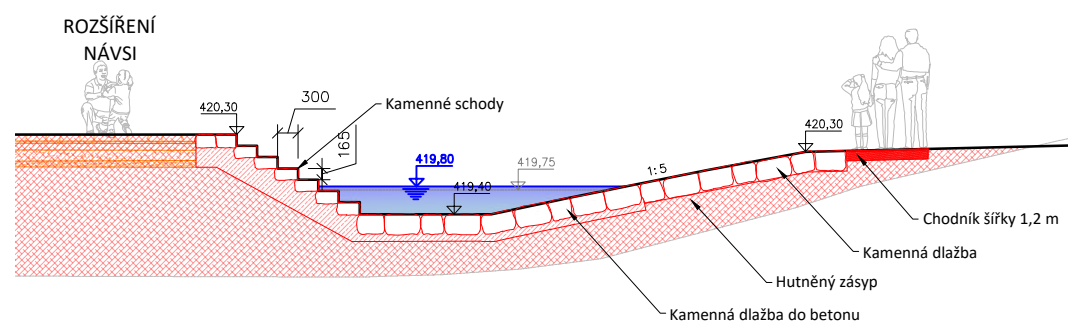 ROZŠÍŘENÍ
NÁVSI
420,30
300
Kamenné schody
165
419,80
419,75
419,40
1:5
420,30
Chodník šířky 1,2 m
Kamenná dlažba
Hutněný zásyp
Kamenná dlažba do betonu